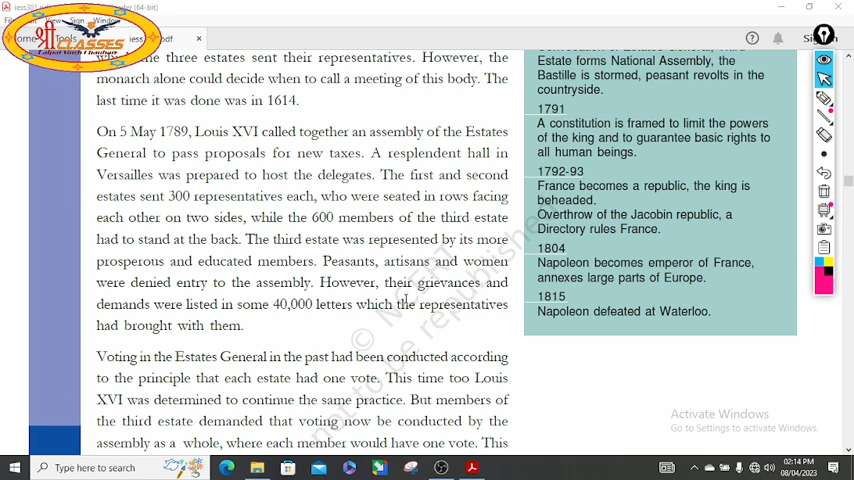 श्री
CLASSES
Sign
which the three estates sent their representatives. However, the
monarch alone could decide when to call a meeting of this body. The
last time it was done was in 1614.
On 5 May 1789, Louis XVI called together an assembly of the Estates
General to pass proposals for new taxes. A resplendent hall in
Versailles was prepared to host the delegates. The first and second
estates sent 300 representatives each, who were seated in rows facing
each other on two sides, while the 600 members of the third estate
had to stand at the back. The third estate was represented by its more
prosperous and educated members. Peasants, artisans and women
were denied entry to the assembly. However, their grievances and
demands were listed in some 40,000 letters which the representatives
had brought with them.
Voting in the Estates General in the past had been conducted according
to the principle that each estate had one vote. This time too Louis
XVI was determined to continue the same practice. But members of
the third estate demanded that voting now be conducted by the
assembly as a whole, where each member would have one vote. This
Convocation of Estates General, Third
Estate forms National Assembly, the
Bastille is stormed, peasant revolts in the
countryside.
1791
A constitution is framed to limit the powers
of the king and to guarantee basic rights to
all human beings.
1792-93
France becomes a republic, the king is
beheaded.
Overthrow of the Jacobin republic, a
Directory rules France.
1804
Napoleon becomes emperor of France,
annexes large parts of Europe.
1815
Napoleon defeated at Waterloo.
© NCERT
not to be republished
Activate Windows
Go to Settings to activate Windows.
Type here to search
02:14 PM
08/04/2023